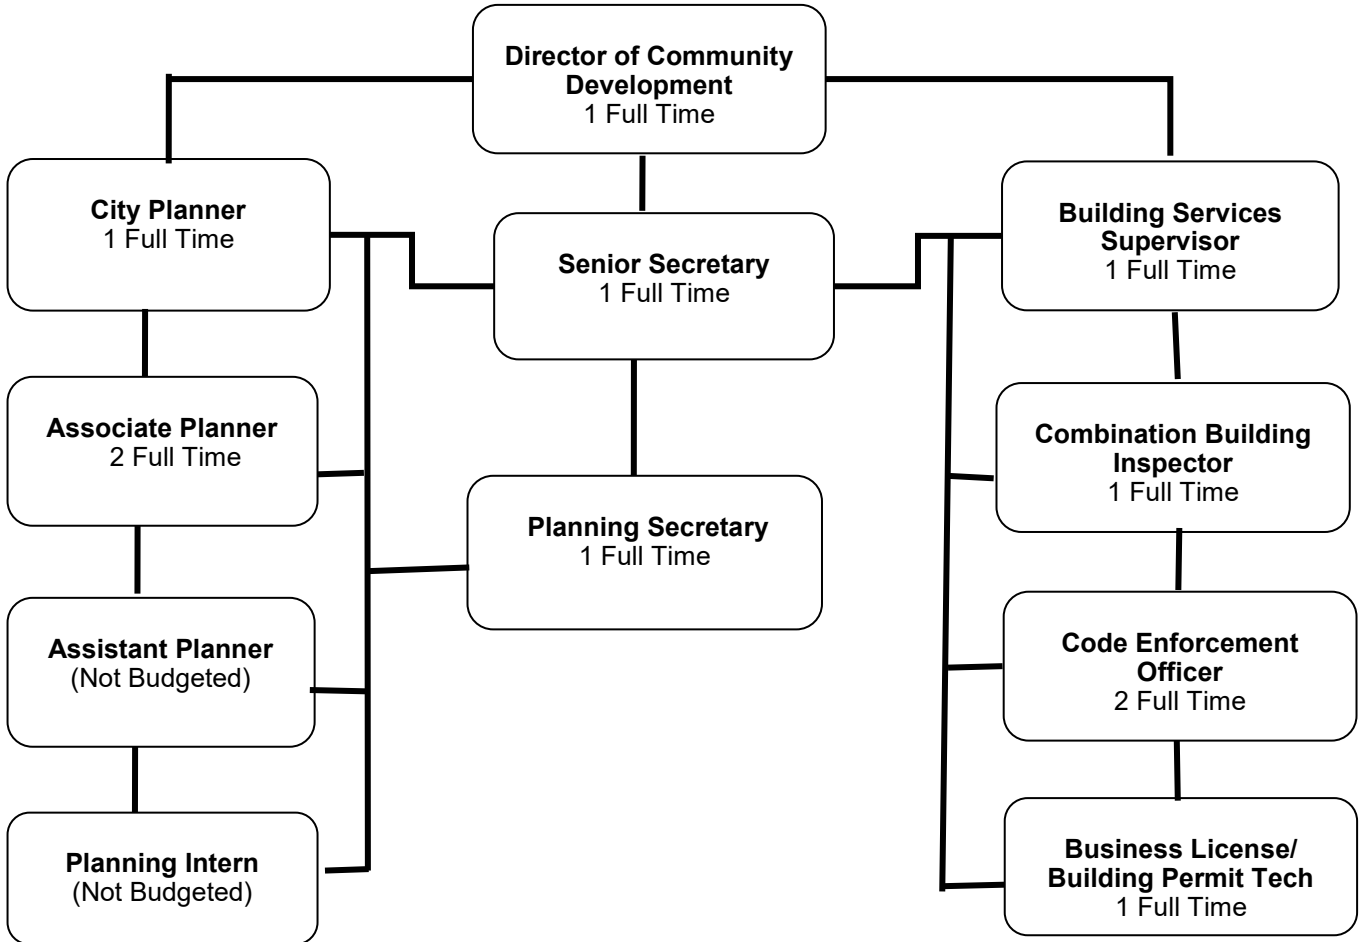 Director of Community
Development
1 Full Time
City Planner
1 Full Time
Senior Secretary
1 Full Time
Building Services
Supervisor
1 Full Time
Associate Planner
2 Full Time
Combination Building
Inspector
1 Full Time
Planning Secretary
1 Full Time
Assistant Planner
(Not Budgeted)
Code Enforcement
Officer
2 Full Time
Planning Intern
(Not Budgeted)
Business License/
Building Permit Tech
1 Full Time